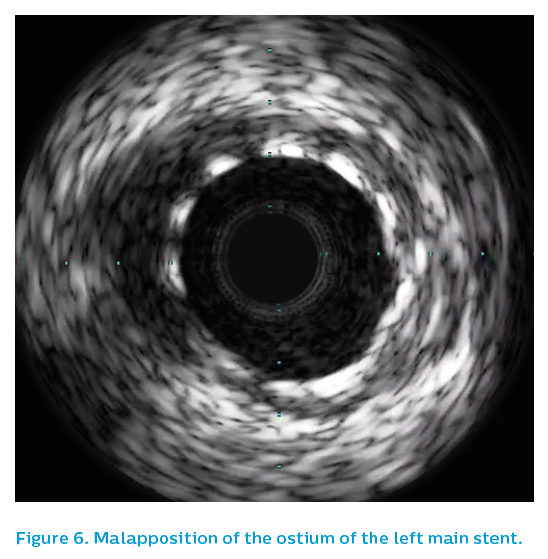 Figure 6. Malapposition of the ostium of the left main stent.